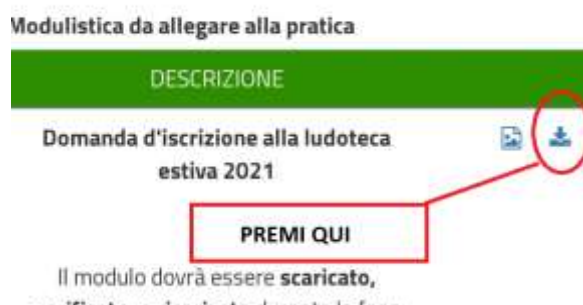 Modulistica da allegare alla pratica
DESCRIZIONE
Domanda d'iscrizione alla ludoteca
estiva 2021
PREMI QUI
Il modulo dovrà essere scaricato,